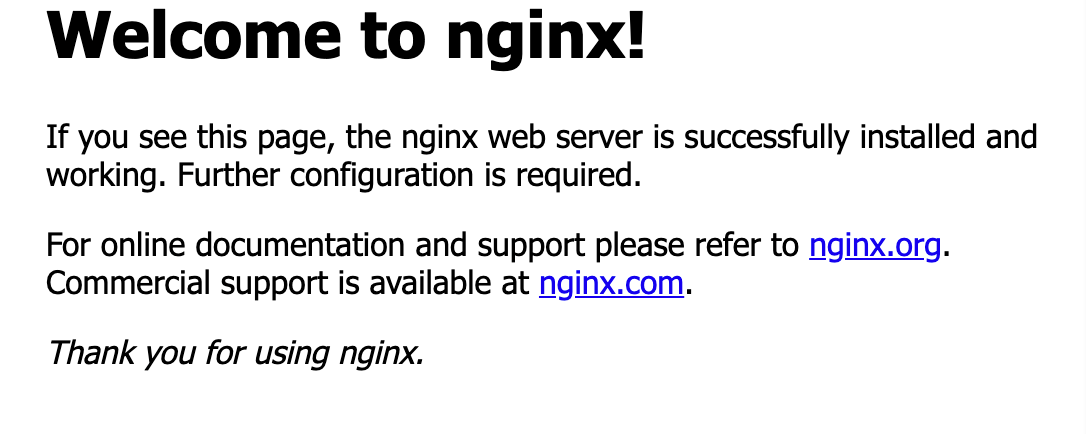 Welcome to nginx!
If you see this page, the nginx web server is successfully installed and
working. Further configuration is required.
For online documentation and support please refer to nginx.org.
Commercial support is available at nginx.com.
Thank you for using nginx.